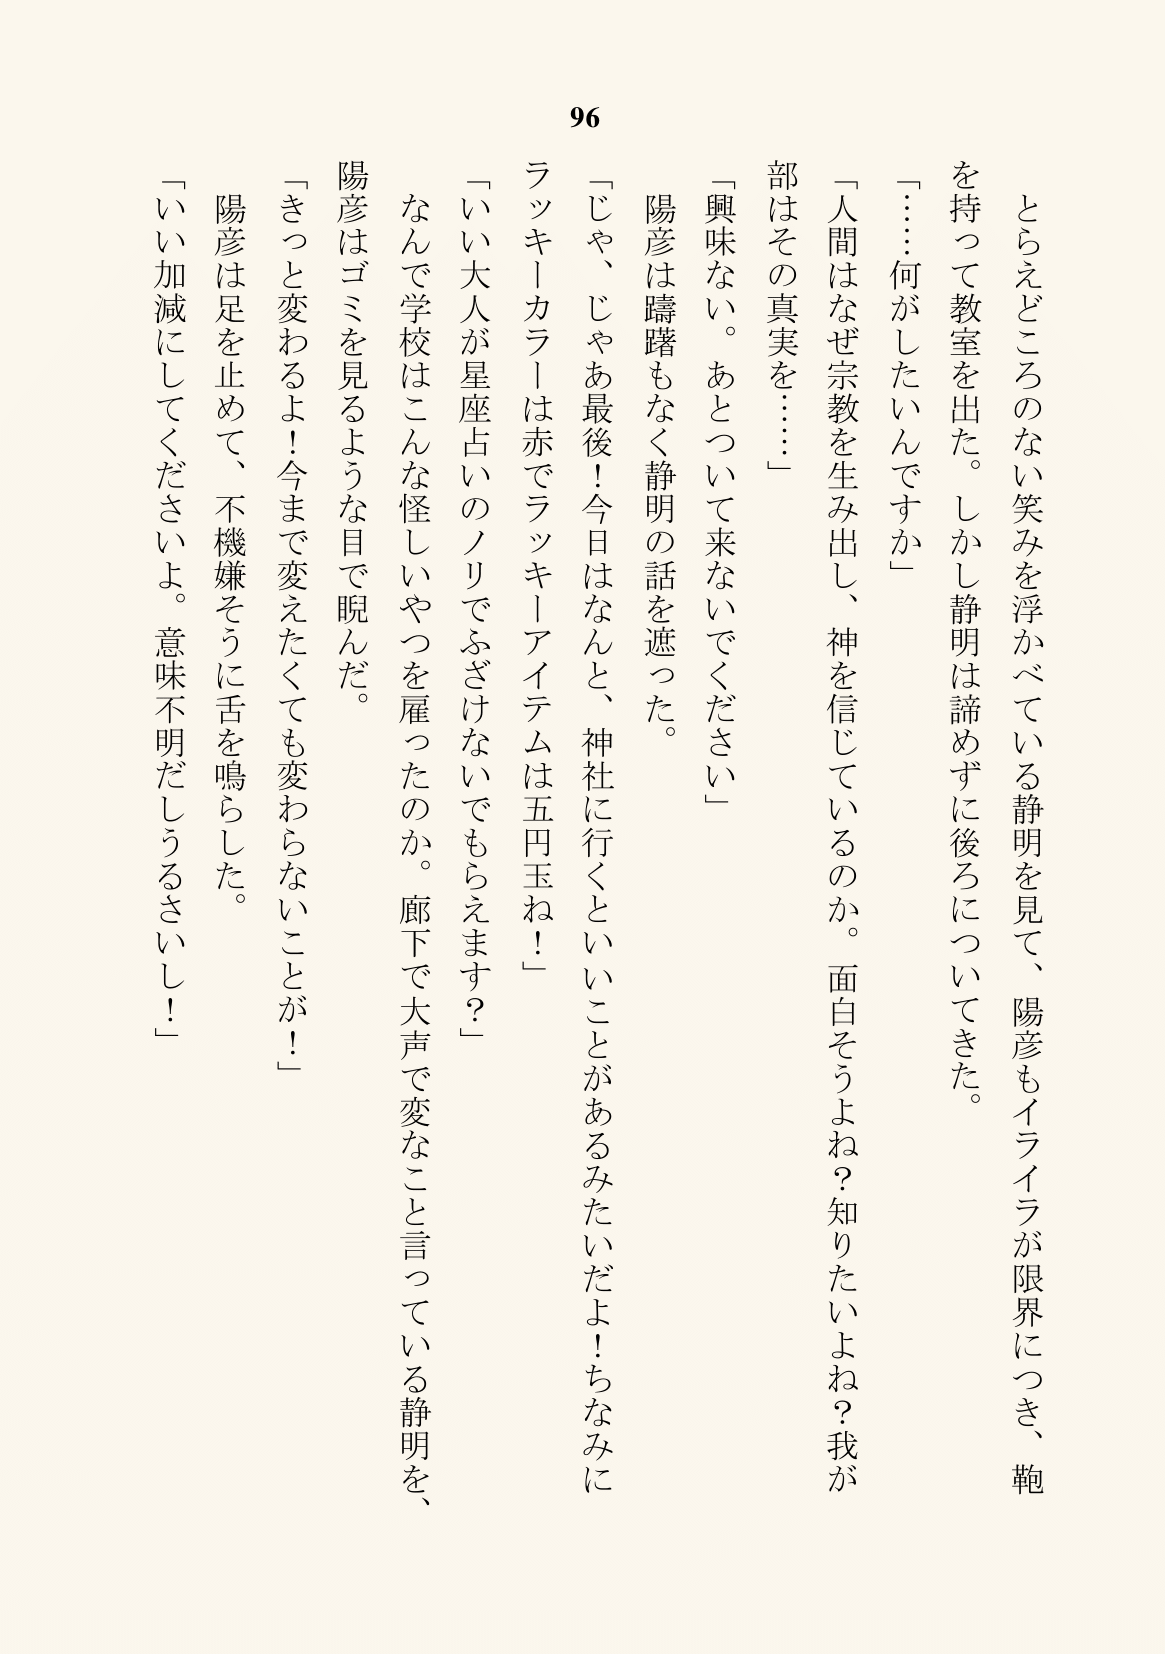 96
とらえどころのない笑みを浮かべている静明を見て、陽彦もイライラが限界につき、鞄
を持って教室を出た。しかし静明は諦めずに後ろについてきた。
「……何がしたいんですか」
「人間はなぜ宗教を生み出し、神を信じているのか。面白そうよね？知りたいよね？我が
部はその真実を……」
「興味ない。あとついて来ないでください」
陽彦は躊躇もなく静明の話を遮った。
「じゃ、じゃあ最後！今日はなんと、神社に行くといいことがあるみたいだよ！ちなみに
ラッキーカラーは赤でラッキーアイテムは五円玉ね！」
「いい大人が星座占いのノリでふざけないでもらえます？」
なんで学校はこんな怪しいやつを雇ったのか。廊下で大声で変なこと言っている静明を、
陽彦はゴミを見るような目で睨んだ。
「きっと変わるよ！今まで変えたくても変わらないことが！」
陽彦は足を止めて、不機嫌そうに舌を鳴らした。
「いい加減にしてくださいよ。意味不明だしうるさいし！」